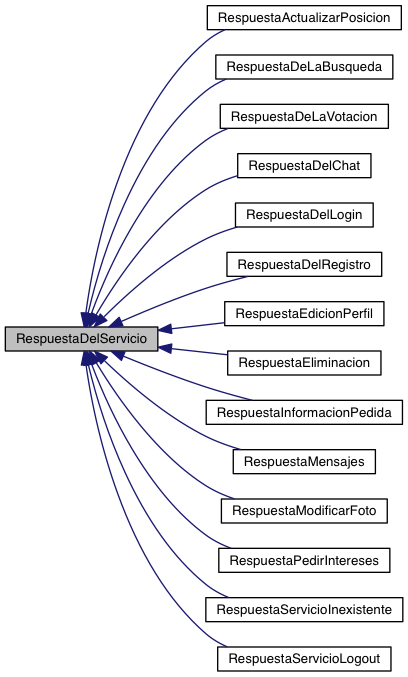 RespuestaActualizarPosicion
RespuestaDeLaBusqueda
RespuestaDeLaVotacion
RespuestaDelChat
RespuestaDelLogin
RespuestaDelRegistro
RespuestaEdicionPerfil
RespuestaDelServicio
RespuestaEliminacion
RespuestaInformacionPedida
RespuestaMensajes
RespuestaModificarFoto
RespuestaPedirIntereses
RespuestaServicioInexistente
RespuestaServicioLogout